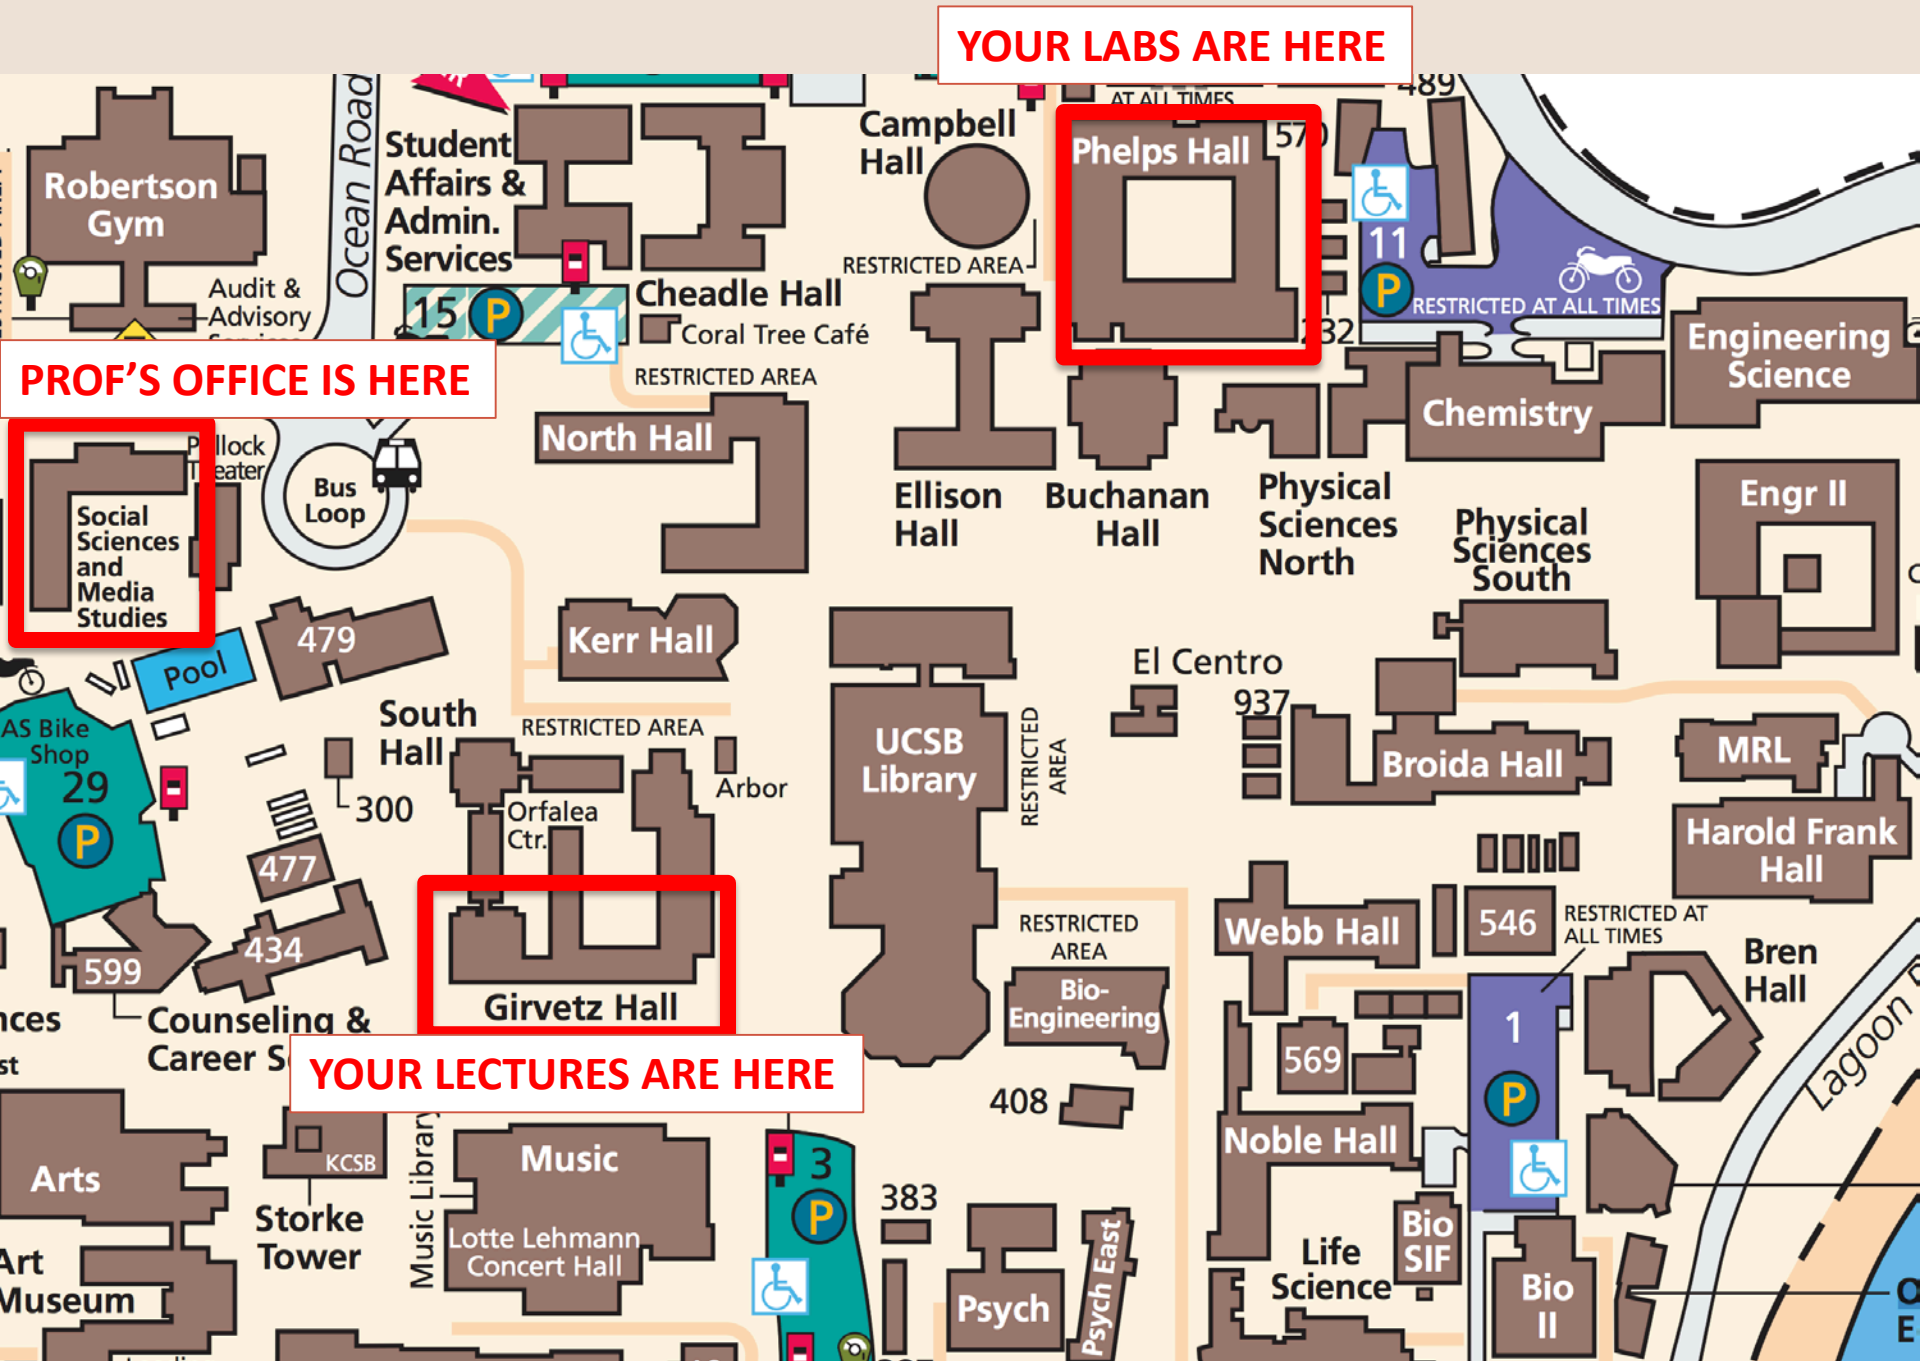 YOUR LABS ARE HERE
AT ALL TIMES
489
Ocean Road
Student
Affairs &
Admin.
Services
Campbell
Hall
Phelps Hall
570
Robertson
Gym
11
P
RESTRICTED AREA
RESTRICTED AT ALL TIMES
Audit &
Advisory
15 P
Cheadle Hall
Coral Tree Café
232
Engineering
Science
PROF'S OFFICE IS HERE
RESTRICTED AREA
Chemistry
North Hall
Bus
Loop
Social
Sciences
and
Media
Studies
Ellison
Hall
Buchanan
Hall
Physical
Sciences
North
Physical
Sciences
South
Engr II
479
Pool
Kerr Hall
El Centro
937
South
Hall
RESTRICTED AREA
UCSB
Library
RESTRICTED
AREA
Broida Hall
MRL
AS Bike
Shop
29
P
300
Orfalea
Ctr.
Arbor
Harold Frank
Hall
477
434
599
Girvetz Hall
RESTRICTED
AREA
Bio-
Engineering
Webb Hall
546
RESTRICTED AT
ALL TIMES
Bren
Hall
Counseling &
Career S
nces
st
YOUR LECTURES ARE HERE
569
1
P
Lagoon
408
Noble Hall
Arts
KCSB
Storke
Tower
Music Library
Music
Lotte Lehmann
Concert Hall
3
P
383
Psych
Psych East
Life
Science
Bio
SIF
Bio
II
Art
Museum